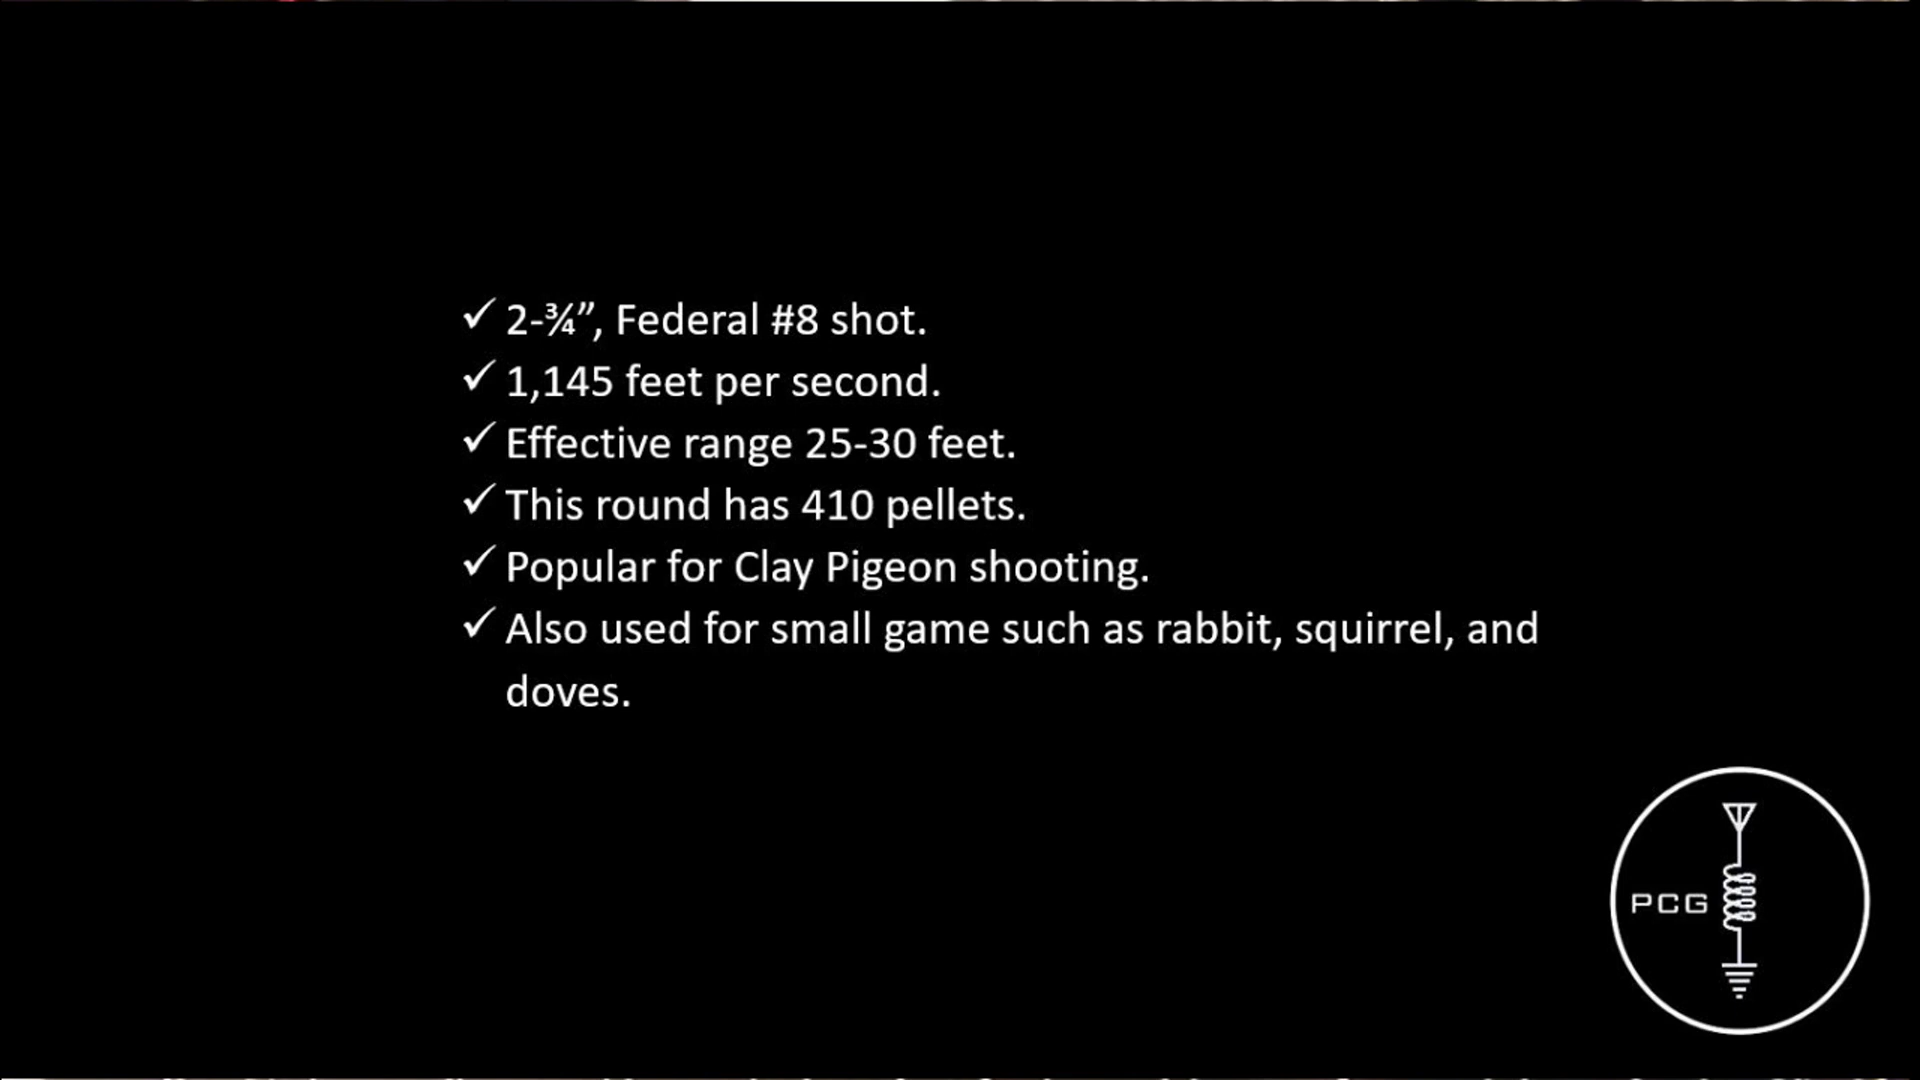 ✓ 2-¾”, Federal #8 shot.
✓ 1,145 feet per second.
✓ Effective range 25-30 feet.
✓ This round has 410 pellets.
✓ Popular for Clay Pigeon shooting.
✓ Also used for small game such as rabbit, squirrel, and
doves.
PCG